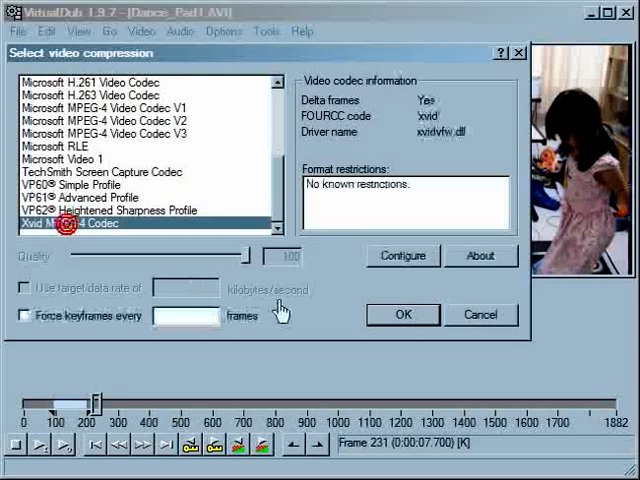 VirtualDub 1.9.7 - [Dance_Pad1.AVI]
File Edit View Go Video Audio Options Tools Help
Select video compression
Microsoft H.261 Video Codec
Microsoft H.263 Video Codec
Microsoft MPEG-4 Video Codec V1
Microsoft MPEG-4 Video Codec V2
Microsoft MPEG-4 Video Codec V3
Microsoft RLE
Microsoft Video 1
TechSmith Screen Capture Codec
VP60® Simple Profile
VP61® Advanced Profile
VP62® Heightened Sharpness Profile
Xvid Codec
Video codec information
Delta frames Yes
FOURCC code 'xvid'
Driver name xvidvfw.dll
Format restrictions:
No known restrictions.
Quality: 100
Configure About
Use target data rate of kilobytes/second
Force keyframes every frames
OK Cancel
0 100 200 300 400 500 600 700 800 900 1000 1100 1200 1300 1400 1500 1600 1700 1882
Frame 231 (0:00:07.700) [K]